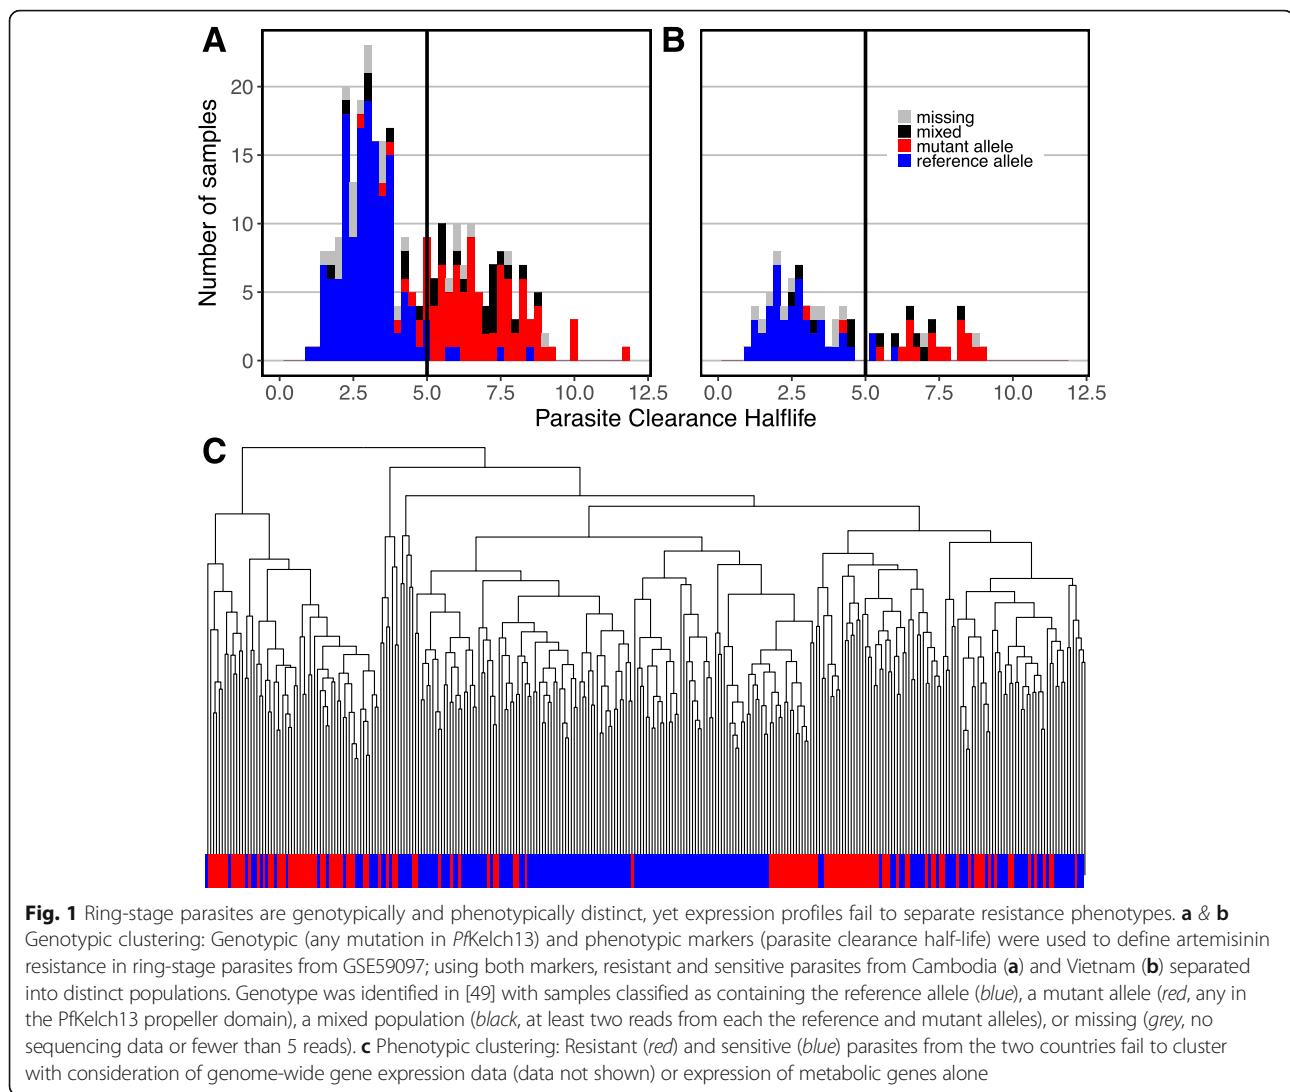 A
B
Number of samples
20
15
10
5
0
missing
mixed
mutant allele
reference allele
0.0 2.5 5.0 7.5 10.0 12.5
0.0 2.5 5.0 7.5 10.0 12.5
Parasite Clearance Halflife
C
Fig. 1 Ring-stage parasites are genotypically and phenotypically distinct, yet expression profiles fail to separate resistance phenotypes. a & b
Genotypic clustering: Genotypic (any mutation in PfKelch13) and phenotypic markers (parasite clearance half-life) were used to define artemisinin
resistance in ring-stage parasites from GSE59097; using both markers, resistant and sensitive parasites from Cambodia (a) and Vietnam (b) separated
into distinct populations. Genotype was identified in [49] with samples classified as containing the reference allele (blue), a mutant allele (red, any in
the PfKelch13 propeller domain), a mixed population (black, at least two reads from each the reference and mutant alleles), or missing (grey, no
sequencing data or fewer than 5 reads). c Phenotypic clustering: Resistant (red) and sensitive (blue) parasites from the two countries fail to cluster
with consideration of genome-wide gene expression data (data not shown) or expression of metabolic genes alone